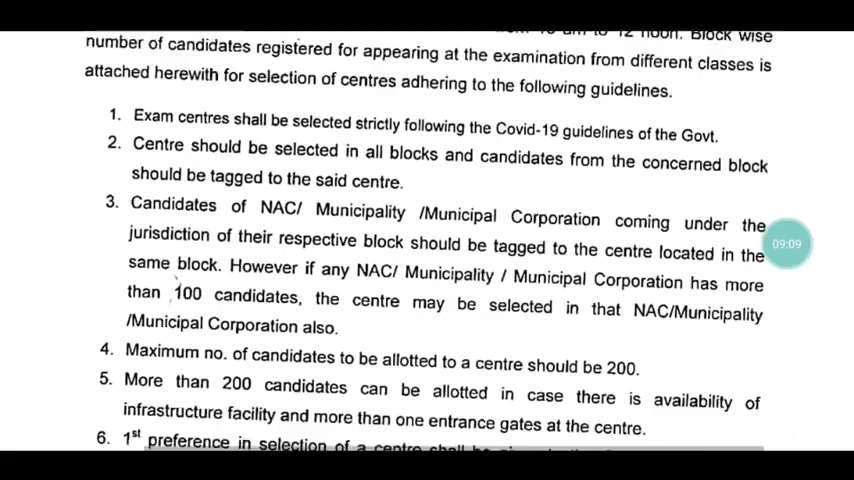 12 noon. Block wise
number of candidates registered for appearing at the examination from different classes is
attached herewith for selection of centres adhering to the following guidelines.
1. Exam centres shall be selected strictly following the Covid-19 guidelines of the Govt.
2. Centre should be selected in all blocks and candidates from the concerned block
should be tagged to the said centre.
3. Candidates of NAC/ Municipality /Municipal Corporation coming under the
jurisdiction of their respective block should be tagged to the centre located in the
09:09
same block. However if any NAC/ Municipality / Municipal Corporation has more
than 100 candidates, the centre may be selected in that NAC/Municipality
/Municipal Corporation also.
4. Maximum no. of candidates to be allotted to a centre should be 200.
5. More than 200 candidates can be allotted in case there is availability of
infrastructure facility and more than one entrance gates at the centre.
6. 1st preference in selection of a centre shall